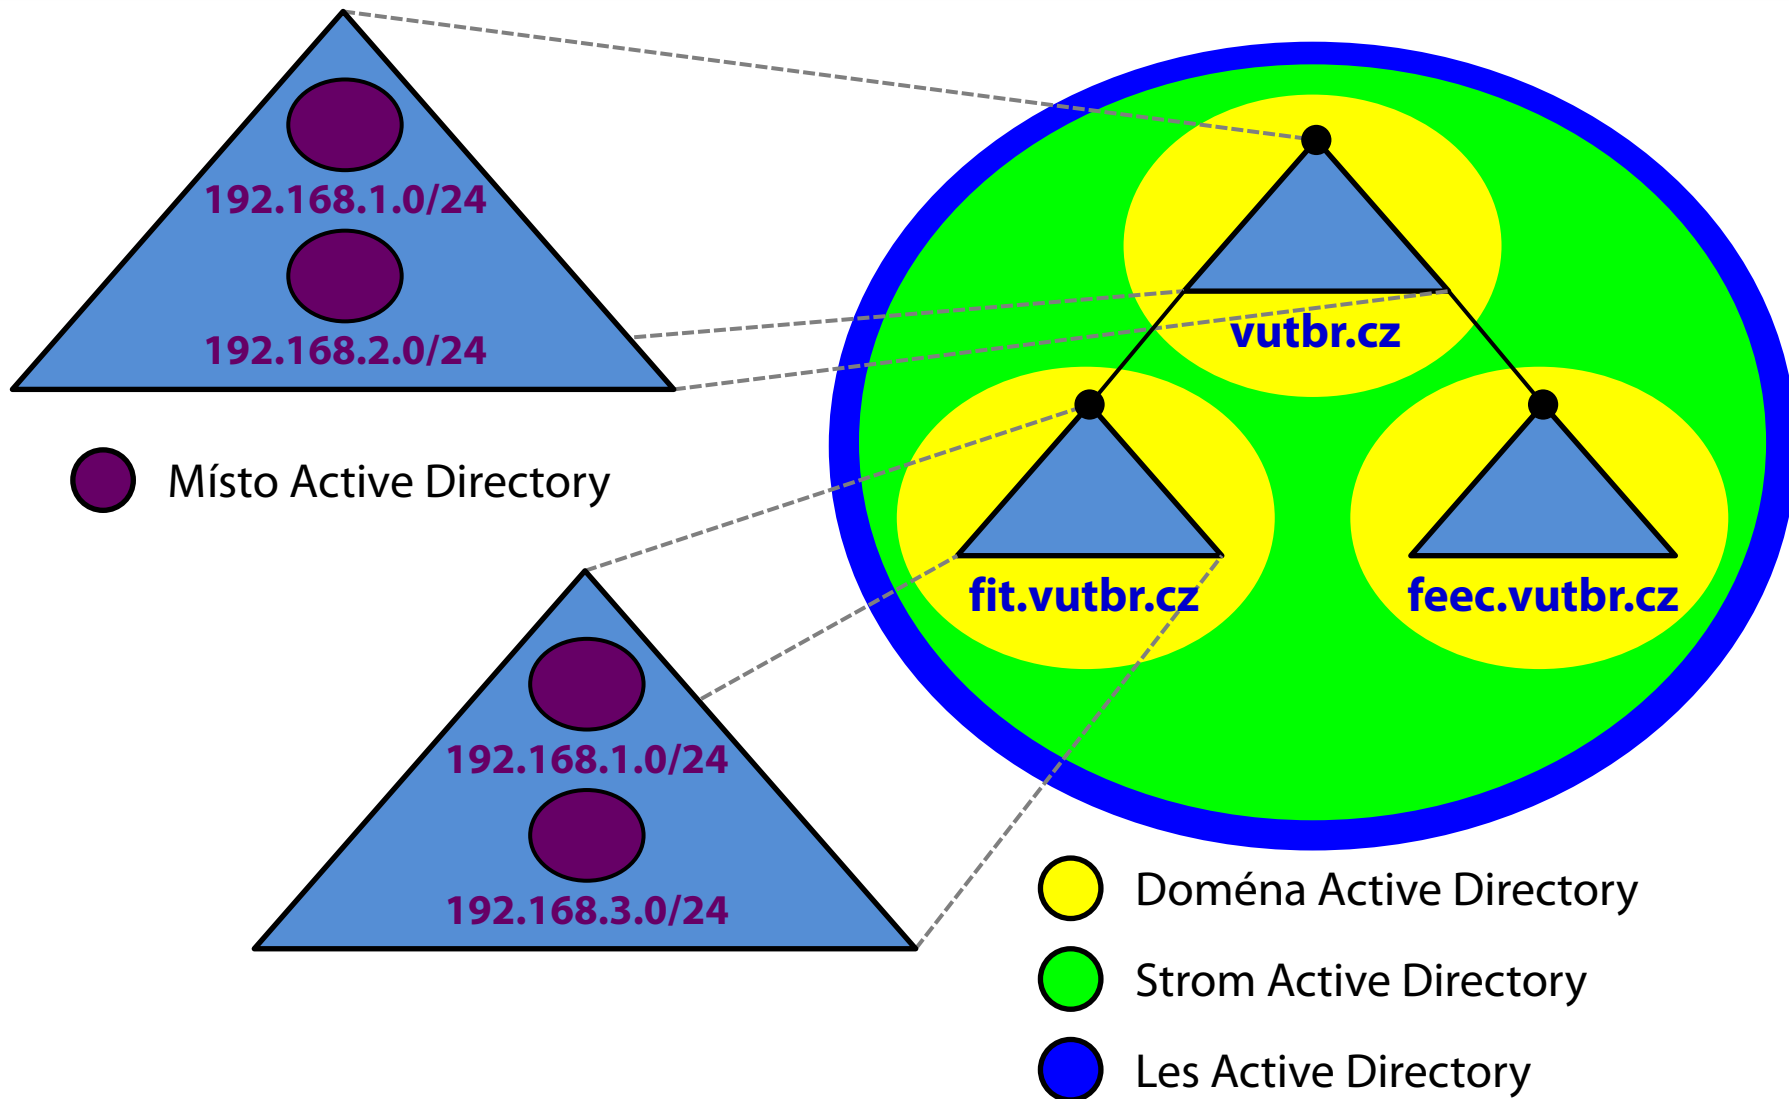 192.168.1.0/24
192.168.2.0/24
Místo Active Directory
vutbr.cz
fit.vutbr.cz
feec.vutbr.cz
192.168.1.0/24
192.168.3.0/24
Doména Active Directory
Strom Active Directory
Les Active Directory